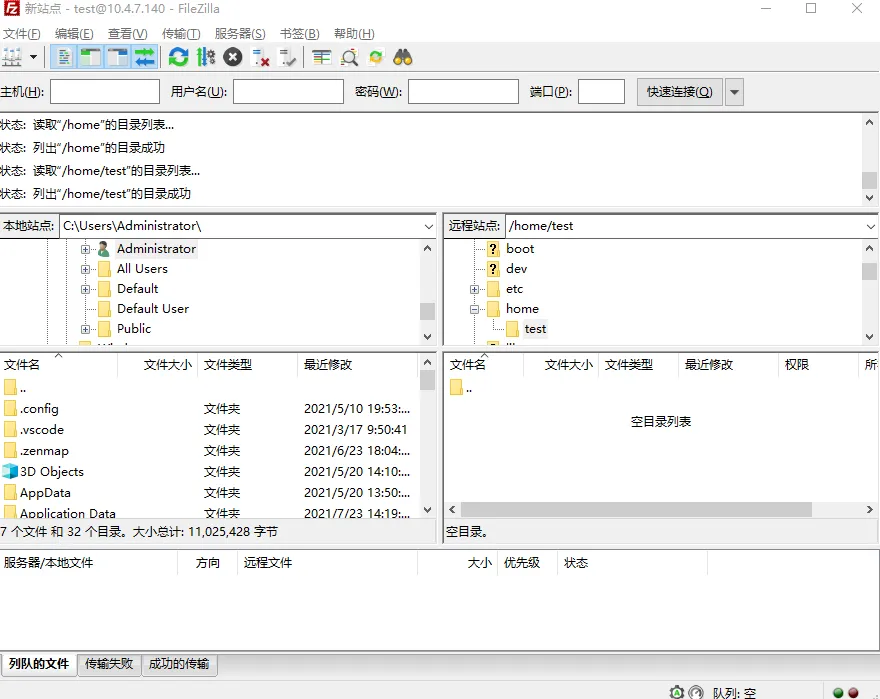 新站点 - test@10.4.7.140 - FileZilla
文件(F) 编辑(E) 查看(V) 传输(T) 服务器(S) 书签(B) 帮助(H)
主机(H): 用户名(U): 密码(W): 端口(P): 快速连接(Q)
状态: 读取"/home"的目录列表...
状态: 列出"/home"的目录成功
状态: 读取"/home/test"的目录列表...
状态: 列出"/home/test"的目录成功
本地站点: C:\Users\Administrator\
Administrator
All Users
Default
Default User
Public
远程站点: /home/test
? boot
? dev
etc
home
test
文件名 文件大小 文件类型 最近修改
..
.config 文件夹 2021/5/10 19:53:...
.vscode 文件夹 2021/3/17 9:50:41
.zenmap 文件夹 2021/6/23 18:04:...
3D Objects 文件夹 2021/5/20 14:10:...
AppData 文件夹 2021/5/20 13:50:...
Application Data 文件夹 2021/7/23 14:19:...
7 个文件 和 32 个目录。大小总计: 11,025,428 字节
文件名 文件大小 文件类型 最近修改 权限 所
..
空目录列表
空目录。
服务器/本地文件 方向 远程文件 大小 优先级 状态
列队的文件 传输失败 成功的传输
队列: 空